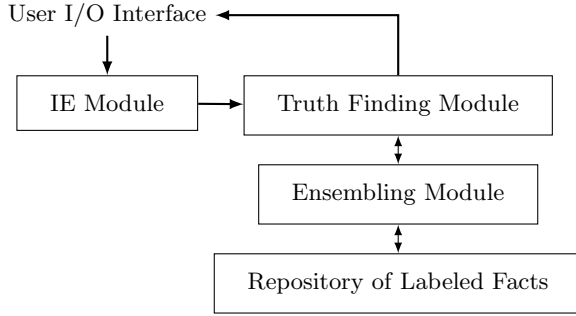 User I/O Interface
IE Module
Truth Finding Module
Ensembling Module
Repository of Labeled Facts